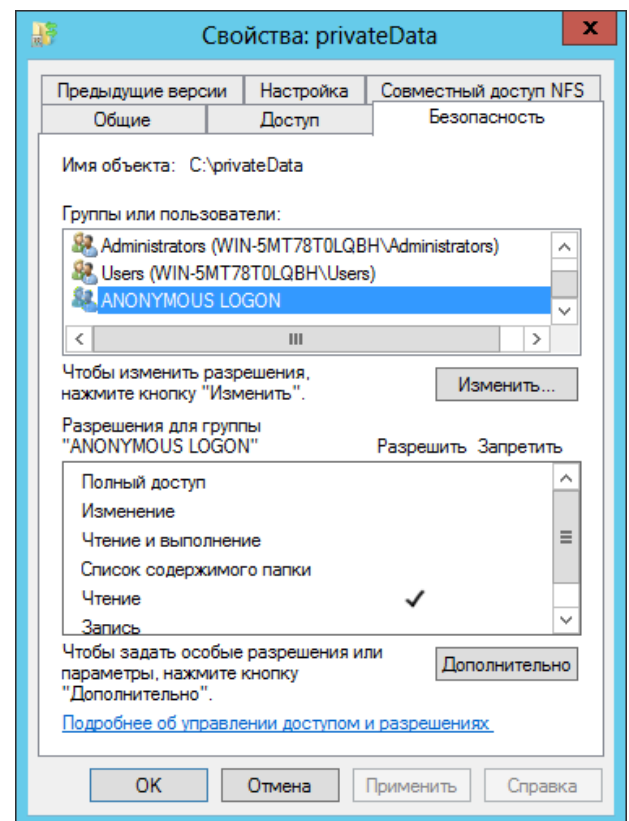 Свойства: privateData
x
Предыдущие версии
Настройка
Совместный доступ NFS
Общие
Доступ
Безопасность
Имя объекта: C:\privateData
Группы или пользователи:
Administrators (WIN-5MT78T0LQBH\Administrators)
Users (WIN-5MT78T0LQBH\Users)
ANONYMOUS LOGON
Чтобы изменить разрешения,
нажмите кнопку "Изменить".
Изменить...
Разрешения для группы
"ANONYMOUS LOGON"
Разрешить Запретить
Полный доступ
Изменение
Чтение и выполнение
Список содержимого папки
Чтение
Запись
Чтобы задать особые разрешения или
параметры, нажмите кнопку
"Дополнительно".
Дополнительно
Подробнее об управлении доступом и разрешениях
OK
Отмена
Применить
Справка